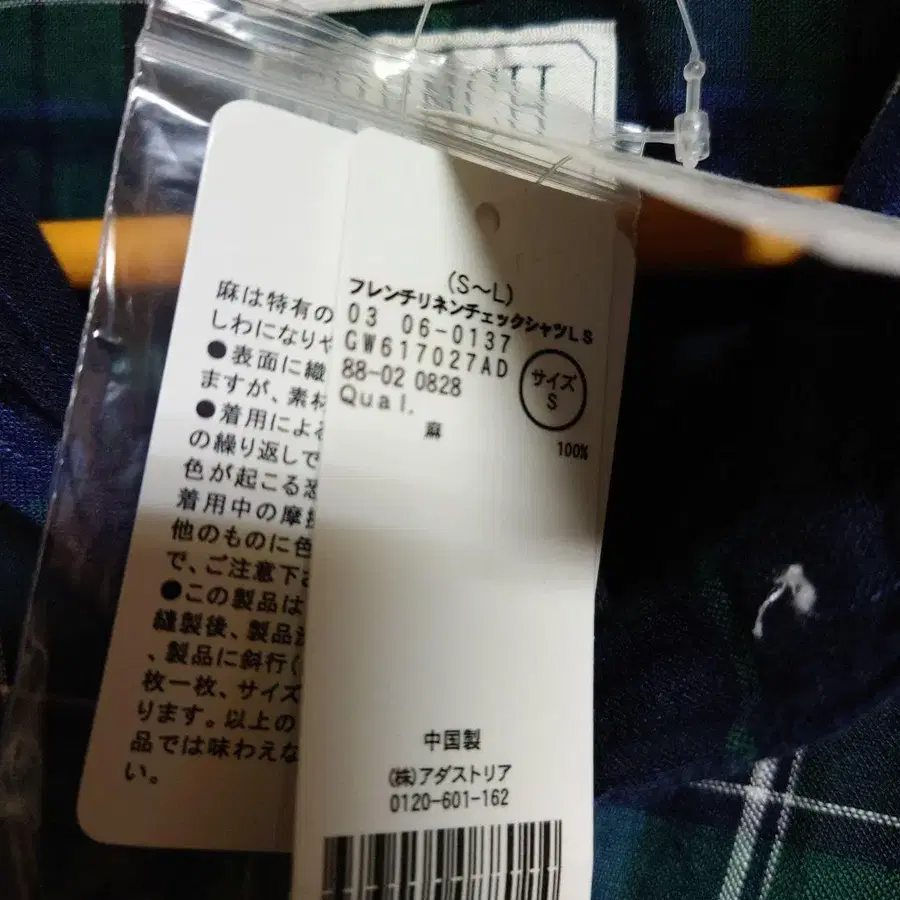 麻は特有の
しわになりや
●表面に織
ますが、素材
●着用による
の繰り返しで
色が起こる恐
着用中の摩擦
他のものに色
で、ご注意下さ
●この製品は
縫製後、製品
、製品に斜行(
枚一枚、サイズ
ります。以上の
品では味わえな
い。
(S~L)
フレンチリネンチェックシャツLS
03 06-0137
GW617027AD
88-02 0828
サイズ
S
Qual.
麻
100%
中国製
(株)アダストリア
0120-601-162